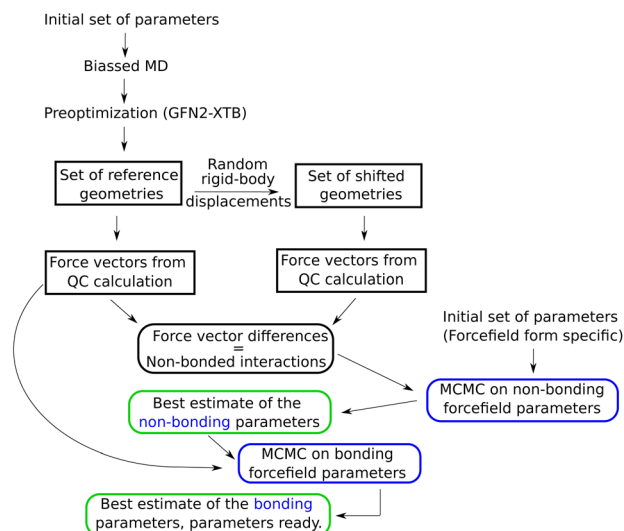 Initial set of parameters
Biassed MD
Preoptimization (GFN2-XTB)
Set of reference
geometries
Random
rigid-body
displacements
Set of shifted
geometries
Force vectors from
QC calculation
Force vectors from
QC calculation
Initial set of parameters
(Forcefield form specific)
Force vector differences
=
Non-bonded interactions
MCMC on non-bonding
forcefield parameters
Best estimate of the
non-bonding parameters
MCMC on bonding
forcefield parameters
Best estimate of the bonding
parameters, parameters ready.